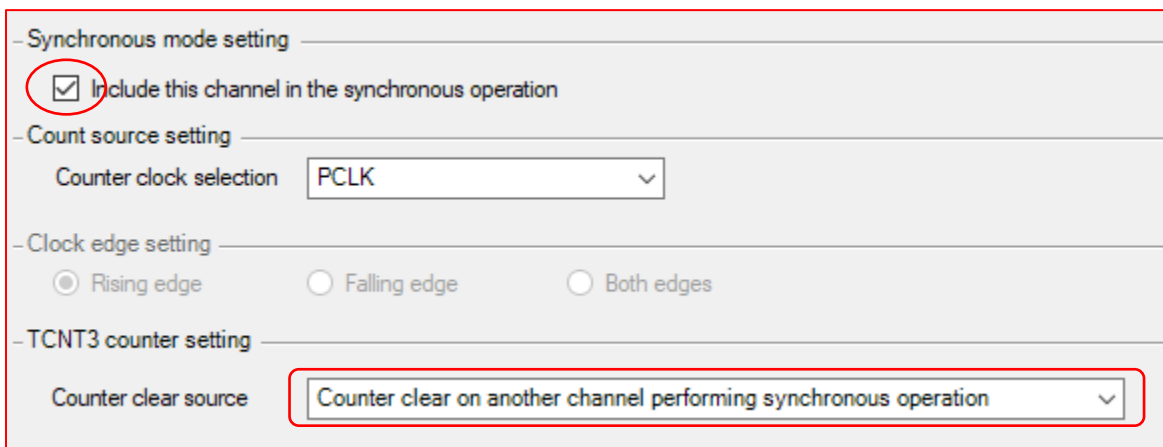 Synchronous mode setting
Include this channel in the synchronous operation
Count source setting
Counter clock selection PCLK
Clock edge setting
Rising edge Falling edge Both edges
TCNT3 counter setting
Counter clear source Counter clear on another channel performing synchronous operation